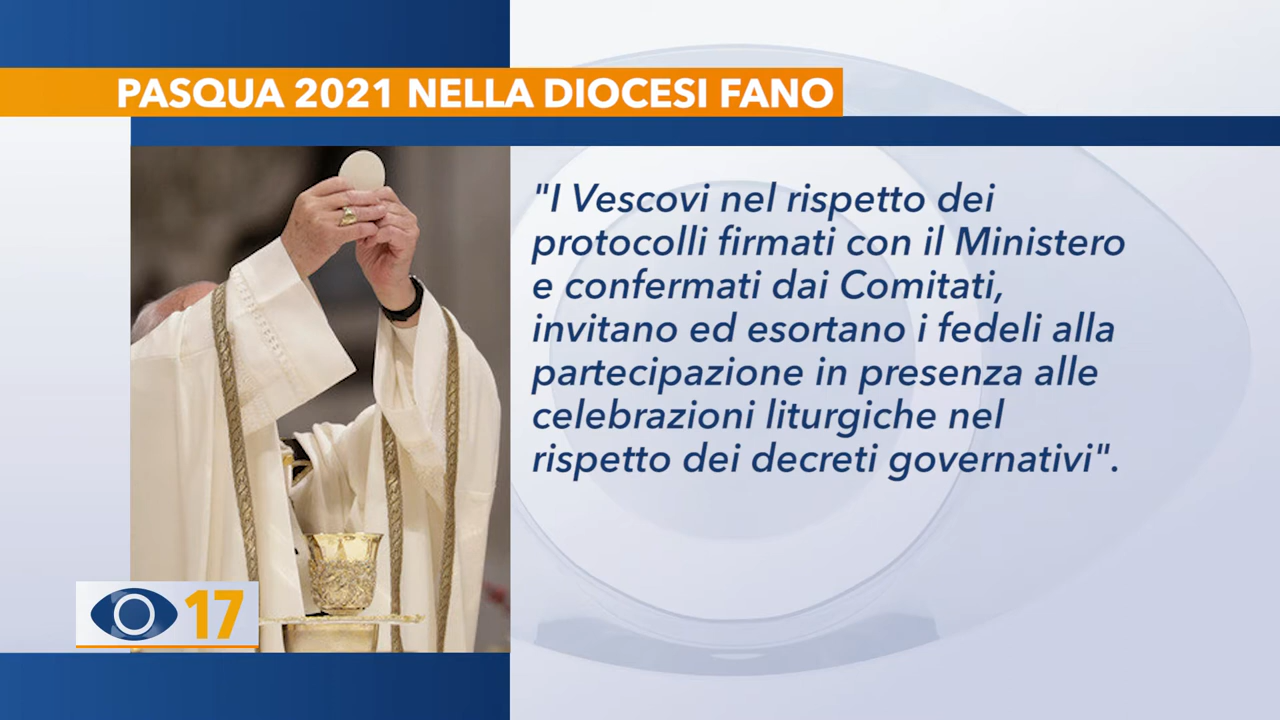 PASQUA 2021 NELLA DIOCESI FANO
"I Vescovi nel rispetto dei
protocolli firmati con il Ministero
e confermati dai Comitati,
invitano ed esortano i fedeli alla
partecipazione in presenza alle
celebrazioni liturgiche nel
rispetto dei decreti governativi".
17